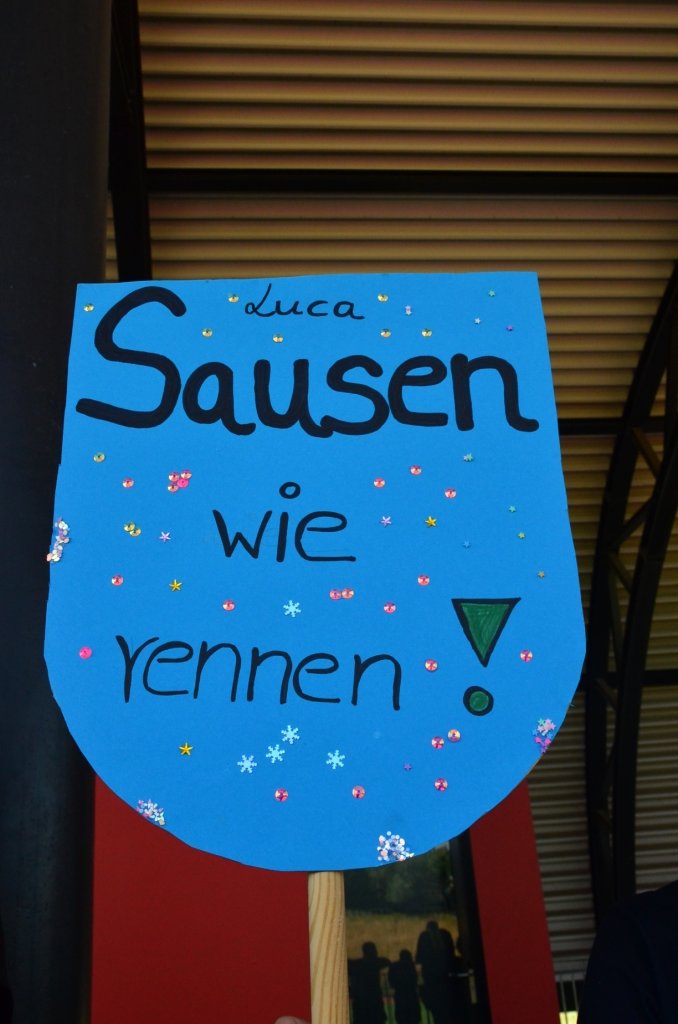 Luca
Sausen
wie
rennen!